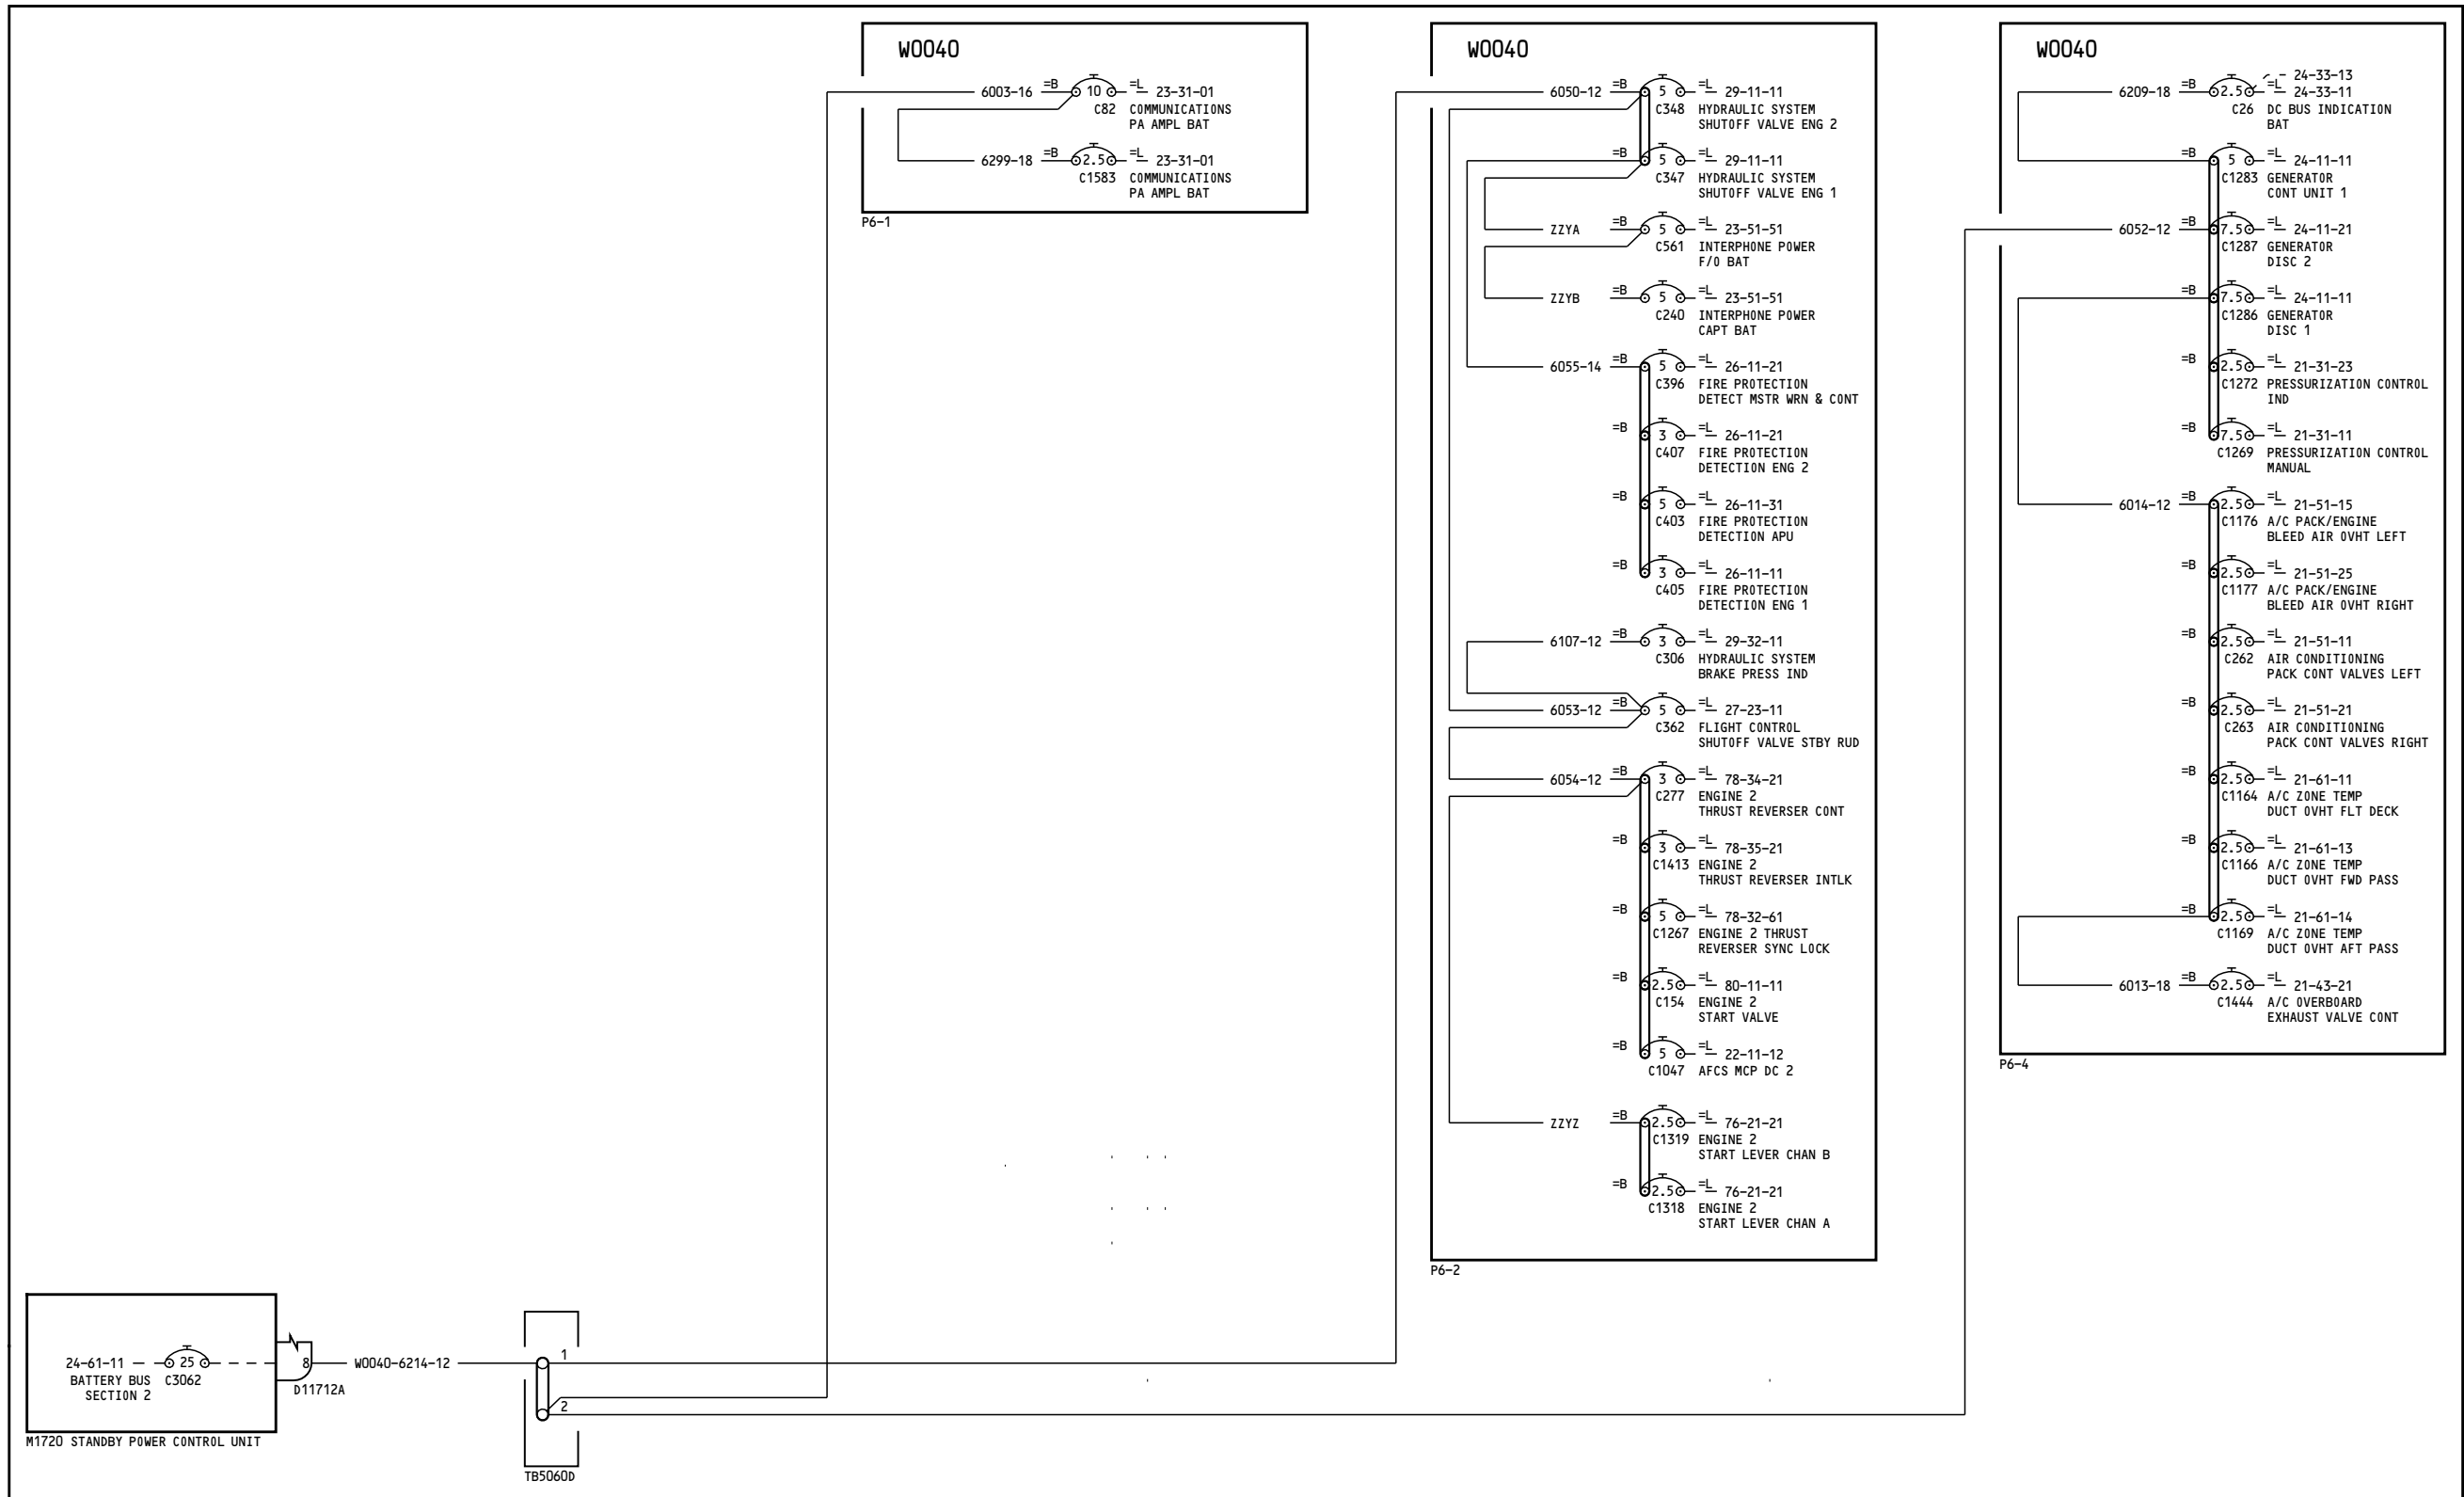 W0040
6003-16 =B 10 =L 23-31-01
C82 COMMUNICATIONS
PA AMPL BAT
6299-18 =B 2.5 =L 23-31-01
C1583 COMMUNICATIONS
PA AMPL BAT
P6-1
W0040
6050-12 =B 5 =L 29-11-11
C348 HYDRAULIC SYSTEM
SHUTOFF VALVE ENG 2
=B 5 =L 29-11-11
C347 HYDRAULIC SYSTEM
SHUTOFF VALVE ENG 1
ZZYA =B 5 =L 23-51-51
C561 INTERPHONE POWER
F/O BAT
ZZYB =B 5 =L 23-51-51
C240 INTERPHONE POWER
CAPT BAT
6055-14 =B 5 =L 26-11-21
C396 FIRE PROTECTION
DETECT MSTR WRN & CONT
=B 3 =L 26-11-21
C407 FIRE PROTECTION
DETECTION ENG 2
=B 5 =L 26-11-31
C403 FIRE PROTECTION
DETECTION APU
=B 3 =L 26-11-11
C405 FIRE PROTECTION
DETECTION ENG 1
6107-12 =B 3 =L 29-32-11
C306 HYDRAULIC SYSTEM
BRAKE PRESS IND
6053-12 =B 5 =L 27-23-11
C362 FLIGHT CONTROL
SHUTOFF VALVE STBY RUD
6054-12 =B 3 =L 78-34-21
C277 ENGINE 2
THRUST REVERSER CONT
=B 3 =L 78-35-21
C1413 ENGINE 2
THRUST REVERSER INTLK
=B 5 =L 78-32-61
C1267 ENGINE 2 THRUST
REVERSER SYNC LOCK
=B 2.5 =L 80-11-11
C154 ENGINE 2
START VALVE
=B 5 =L 22-11-12
C1047 AFCS MCP DC 2
ZZYZ =B 2.5 =L 76-21-21
C1319 ENGINE 2
START LEVER CHAN B
=B 2.5 =L 76-21-21
C1318 ENGINE 2
START LEVER CHAN A
P6-2
W0040
24-33-13
6209-18 =B 2.5 =L 24-33-11
C26 DC BUS INDICATION
BAT
=B 5 =L 24-11-11
C1283 GENERATOR
CONT UNIT 1
6052-12 =B 7.5 =L 24-11-21
C1287 GENERATOR
DISC 2
=B 7.5 =L 24-11-11
C1286 GENERATOR
DISC 1
=B 2.5 =L 21-31-23
C1272 PRESSURIZATION CONTROL
IND
=B 7.5 =L 21-31-11
C1269 PRESSURIZATION CONTROL
MANUAL
6014-12 =B 2.5 =L 21-51-15
C1176 A/C PACK/ENGINE
BLEED AIR OVHT LEFT
=B 2.5 =L 21-51-25
C1177 A/C PACK/ENGINE
BLEED AIR OVHT RIGHT
=B 2.5 =L 21-51-11
C262 AIR CONDITIONING
PACK CONT VALVES LEFT
=B 2.5 =L 21-51-21
C263 AIR CONDITIONING
PACK CONT VALVES RIGHT
=B 2.5 =L 21-61-11
C1164 A/C ZONE TEMP
DUCT OVHT FLT DECK
=B 2.5 =L 21-61-13
C1166 A/C ZONE TEMP
DUCT OVHT FWD PASS
=B 2.5 =L 21-61-14
C1169 A/C ZONE TEMP
DUCT OVHT AFT PASS
6013-18 =B 2.5 =L 21-43-21
C1444 A/C OVERBOARD
EXHAUST VALVE CONT
P6-4
24-61-11 25 8 W0040-6214-12 1
BATTERY BUS C3062
SECTION 2
D11712A
2
M1720 STANDBY POWER CONTROL UNIT
TB5060D